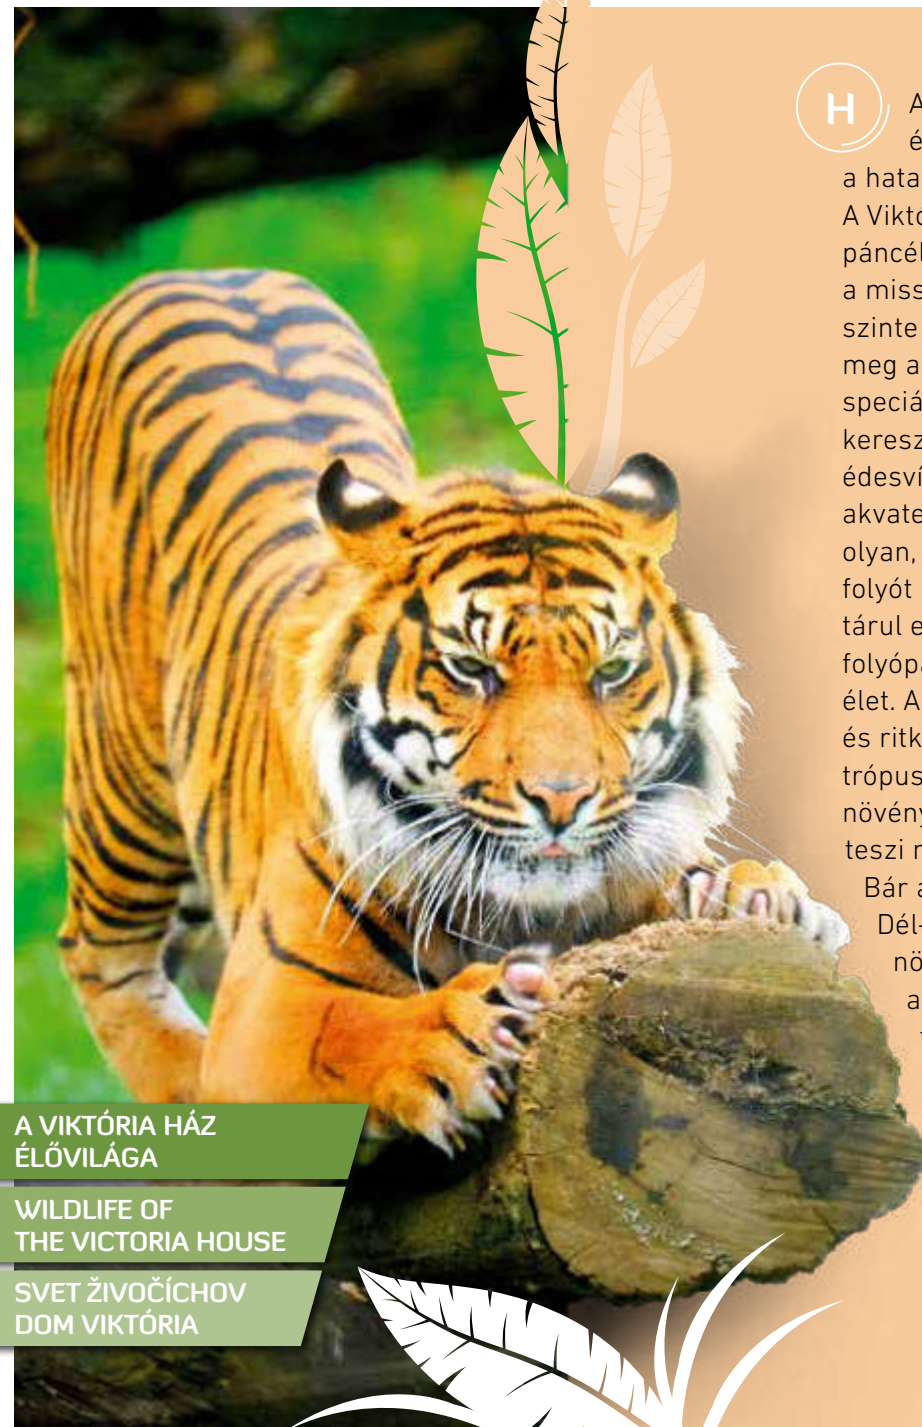 H
A
é
a hata
A Viktó
páncél
a miss
szinte
meg a
speciá
keresz
édesví
akvate
olyan,
folyót
tárul e
folyópa
élet. A
és ritk
trópus
növény
teszi m
Bár a
Dél-
nö
a
A VIKTÓRIA HÁZ
ÉLŐVILÁGA
WILDLIFE OF
THE VICTORIA HOUSE
SVET ŽIVOČÍCHOV
DOM VIKTÓRIA